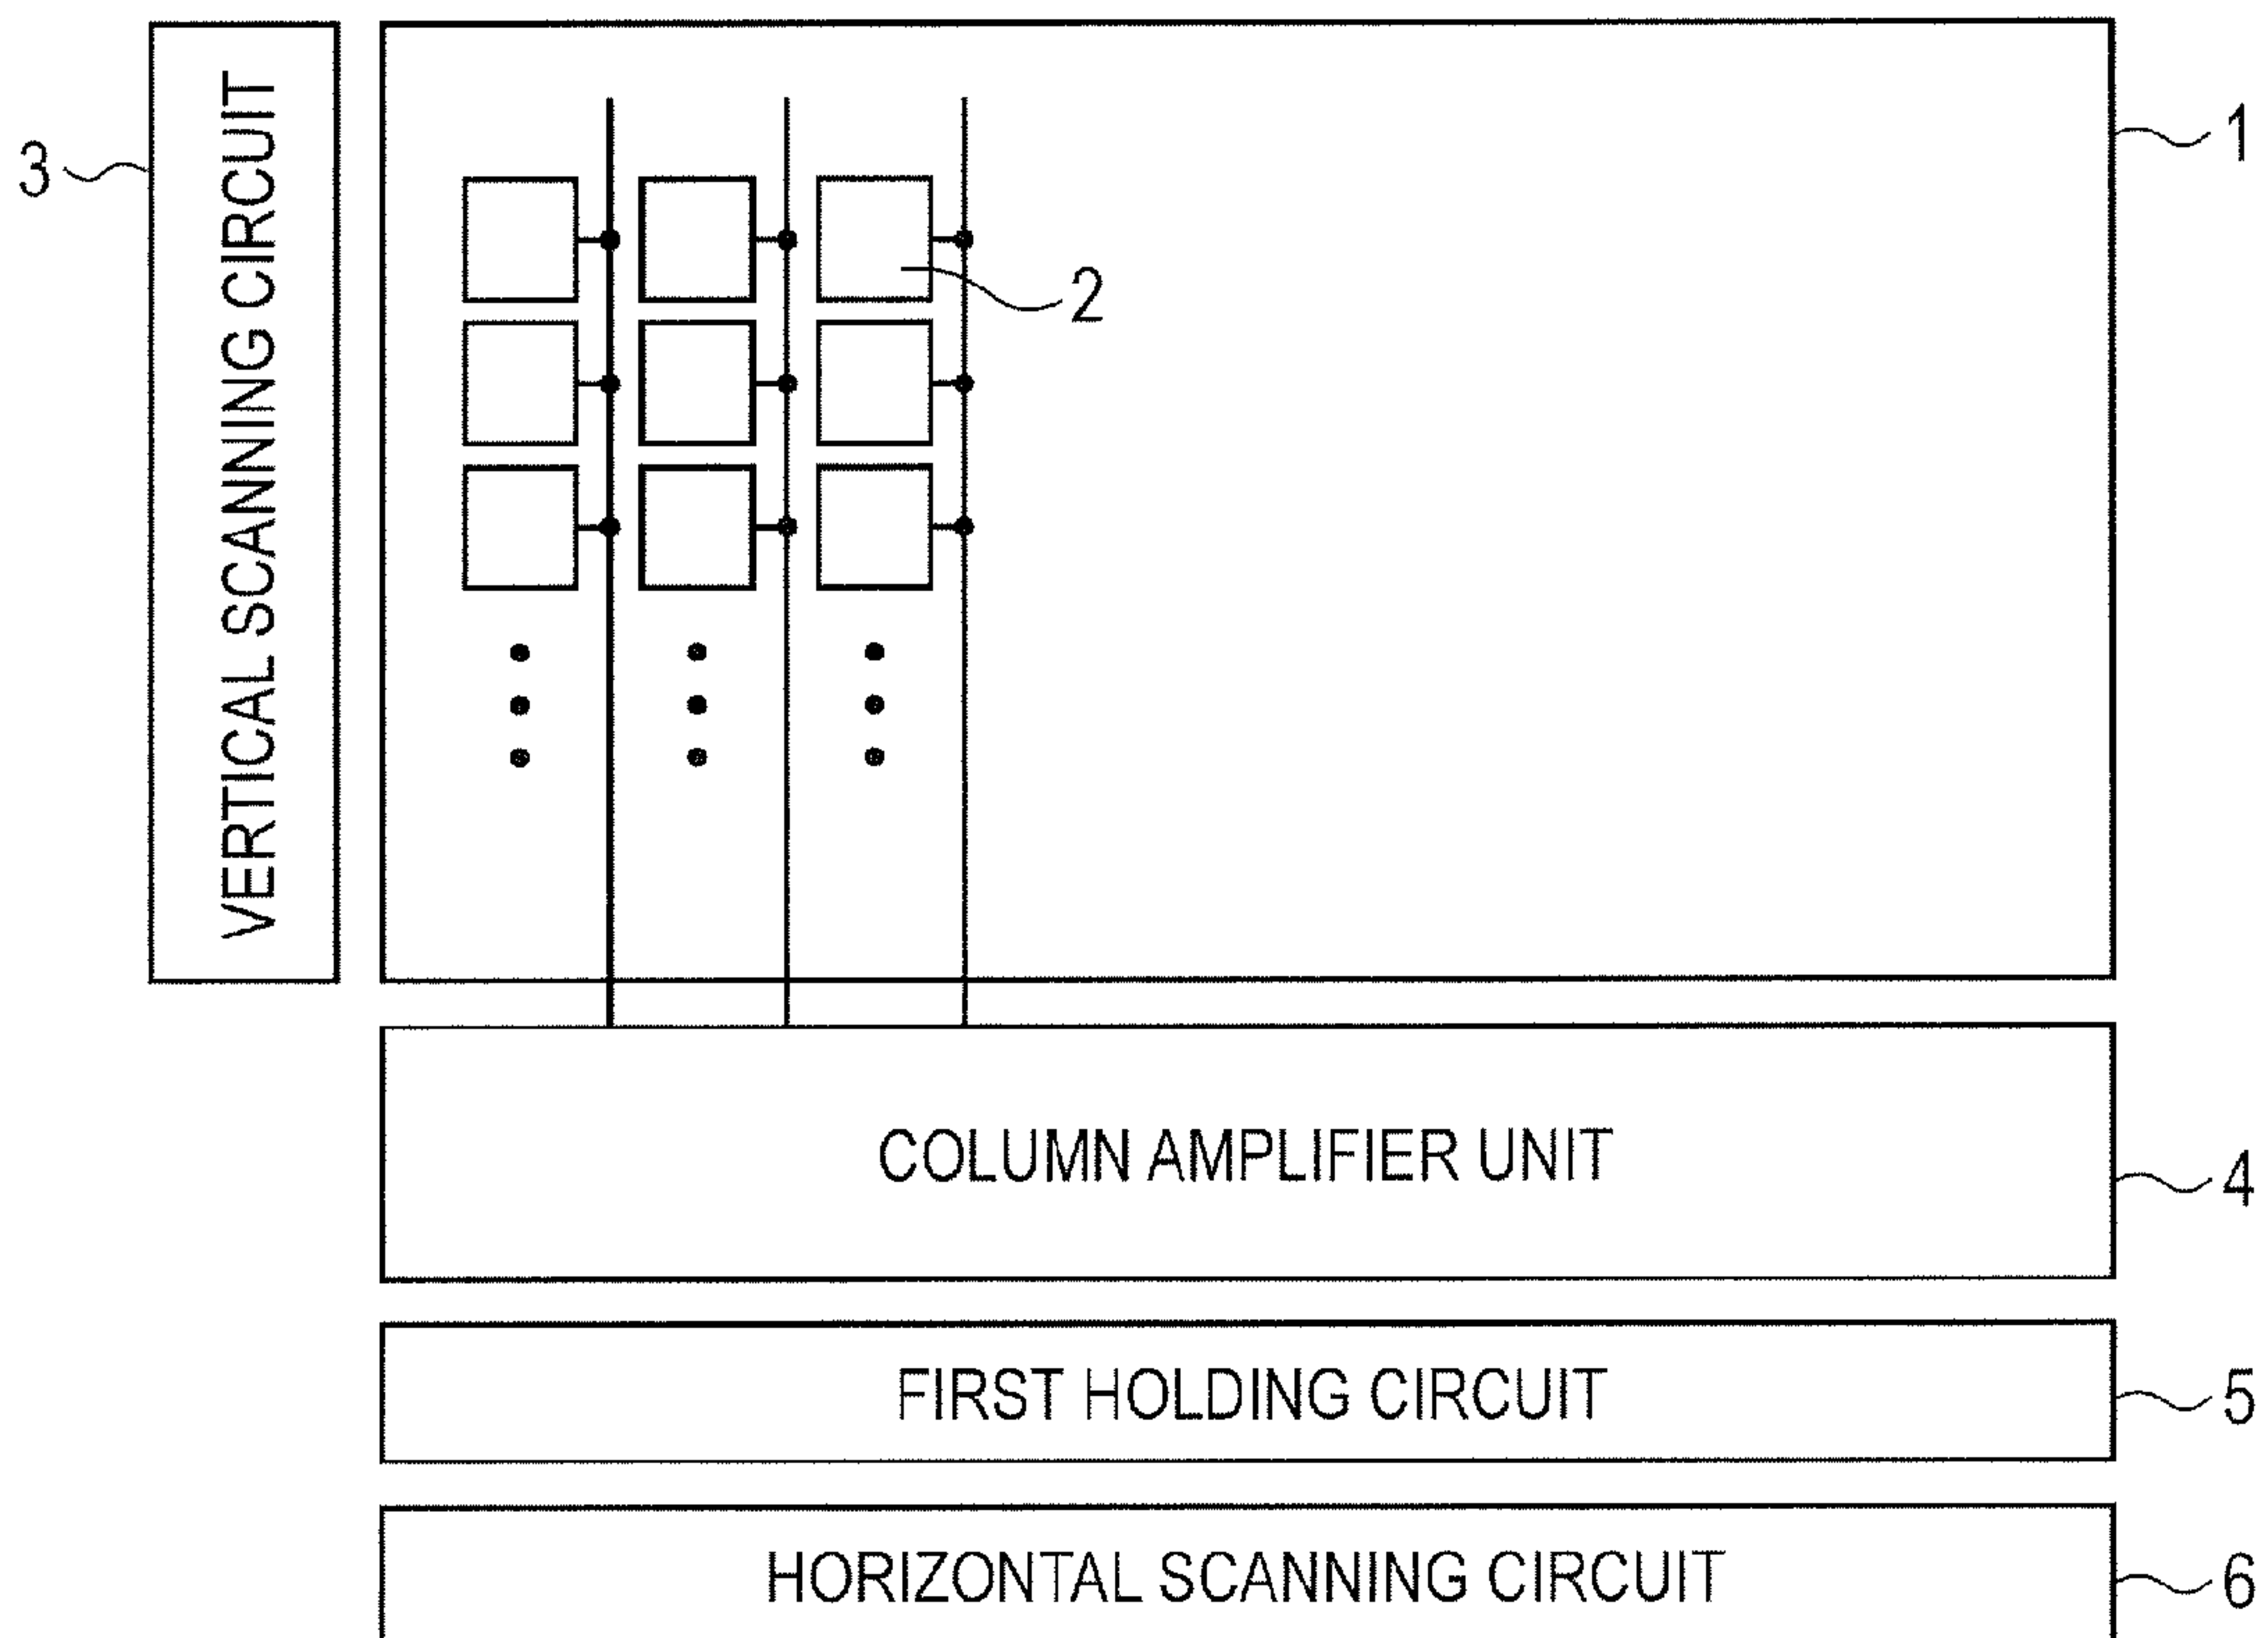 1
3
VERTICAL SCANNING CIRCUIT
2
COLUMN AMPLIFIER UNIT
4
FIRST HOLDING CIRCUIT
5
HORIZONTAL SCANNING CIRCUIT
6